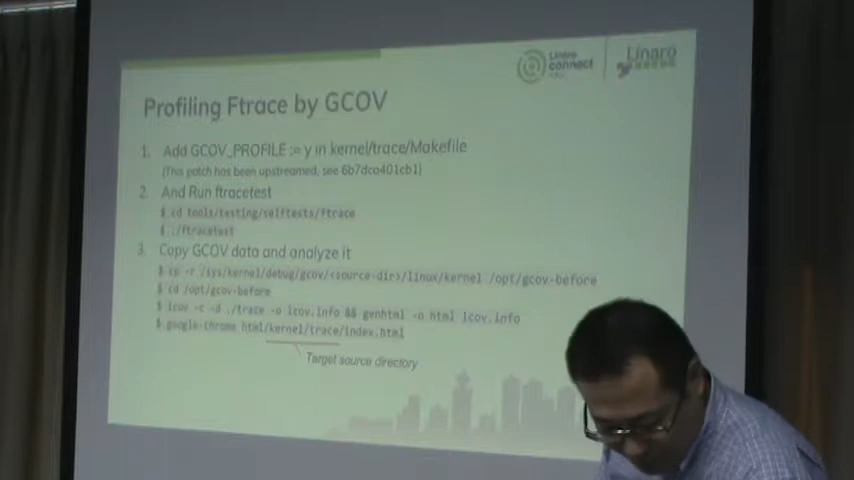 Linaro
connect
Linaro
Profiling Ftrace by GCOV
1. Add GCOV_PROFILE := y in kernel/trace/Makefile
(This patch has been upstreamed, see 6b7dca401cb1)
2. And Run ftracetest
$ cd tools/testing/selftests/ftrace
$ ./ftracetest
3. Copy GCOV data and analyze it
$ cp -r /sys/kernel/debug/gcov/<source-dir>/linux/kernel /opt/gcov-before
$ cd /opt/gcov-before
$ lcov -c -d ./trace -o lcov.info && genhtml -o html lcov.info
$ google-chrome html/kernel/trace/index.html
Target source directory